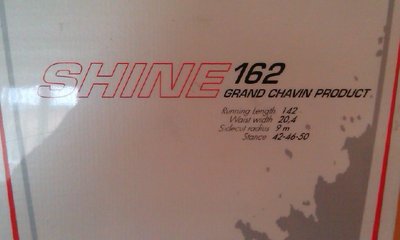 SHINE 162
GRAND CHAVIN PRODUCT
Running Length 142
Waist width 20,4
Sidecut radius 9 m
Stance 42-46-50